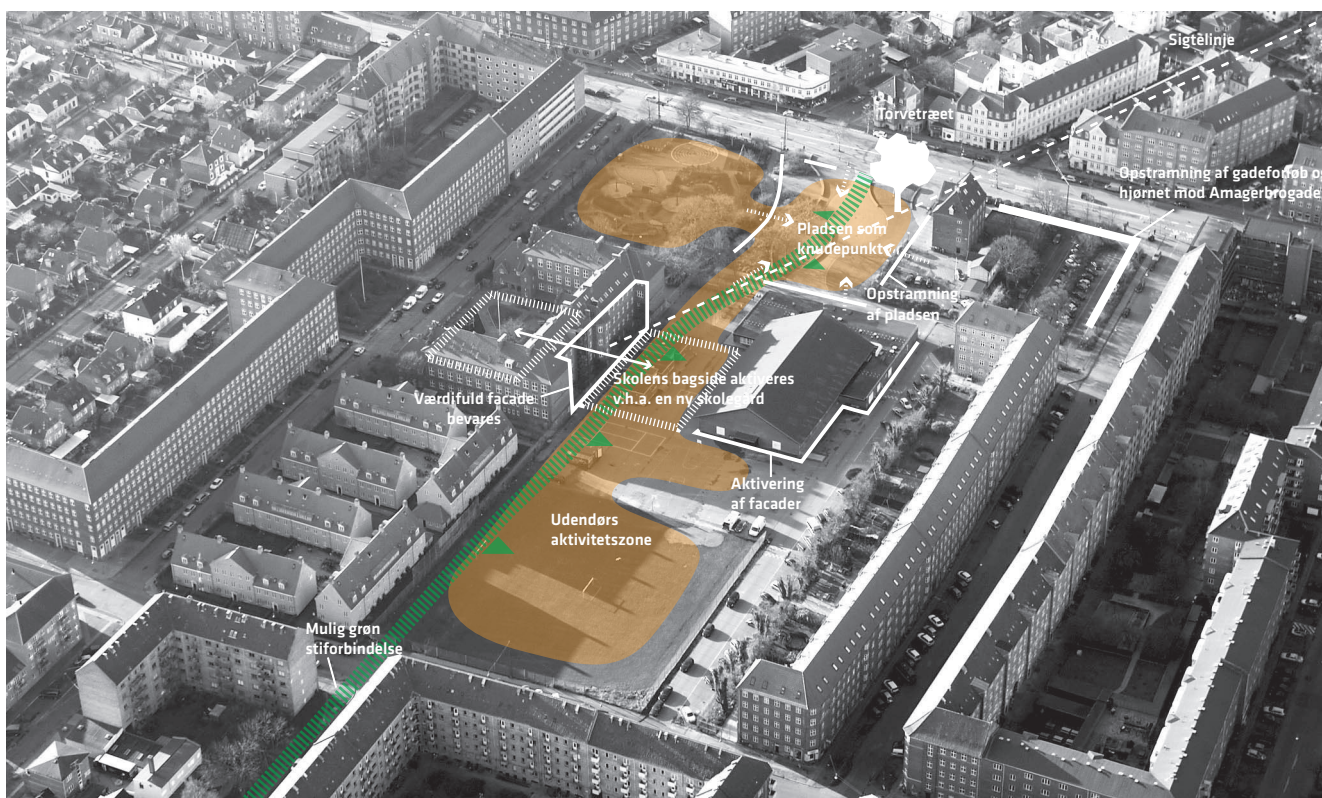 Sigtelinje
Torvetræet
Opstramning af gadeforløb og
hjørnet mod Amagerbrogade
Pladsen som
knudepunkt
Opstramning
af pladsen
Skolens bagside aktiveres
v.h.a. en ny skolegård
Værdifuld facade
bevares
Aktivering
af facader
Udendørs
aktivitetszone
Mulig grøn
stiforbindelse